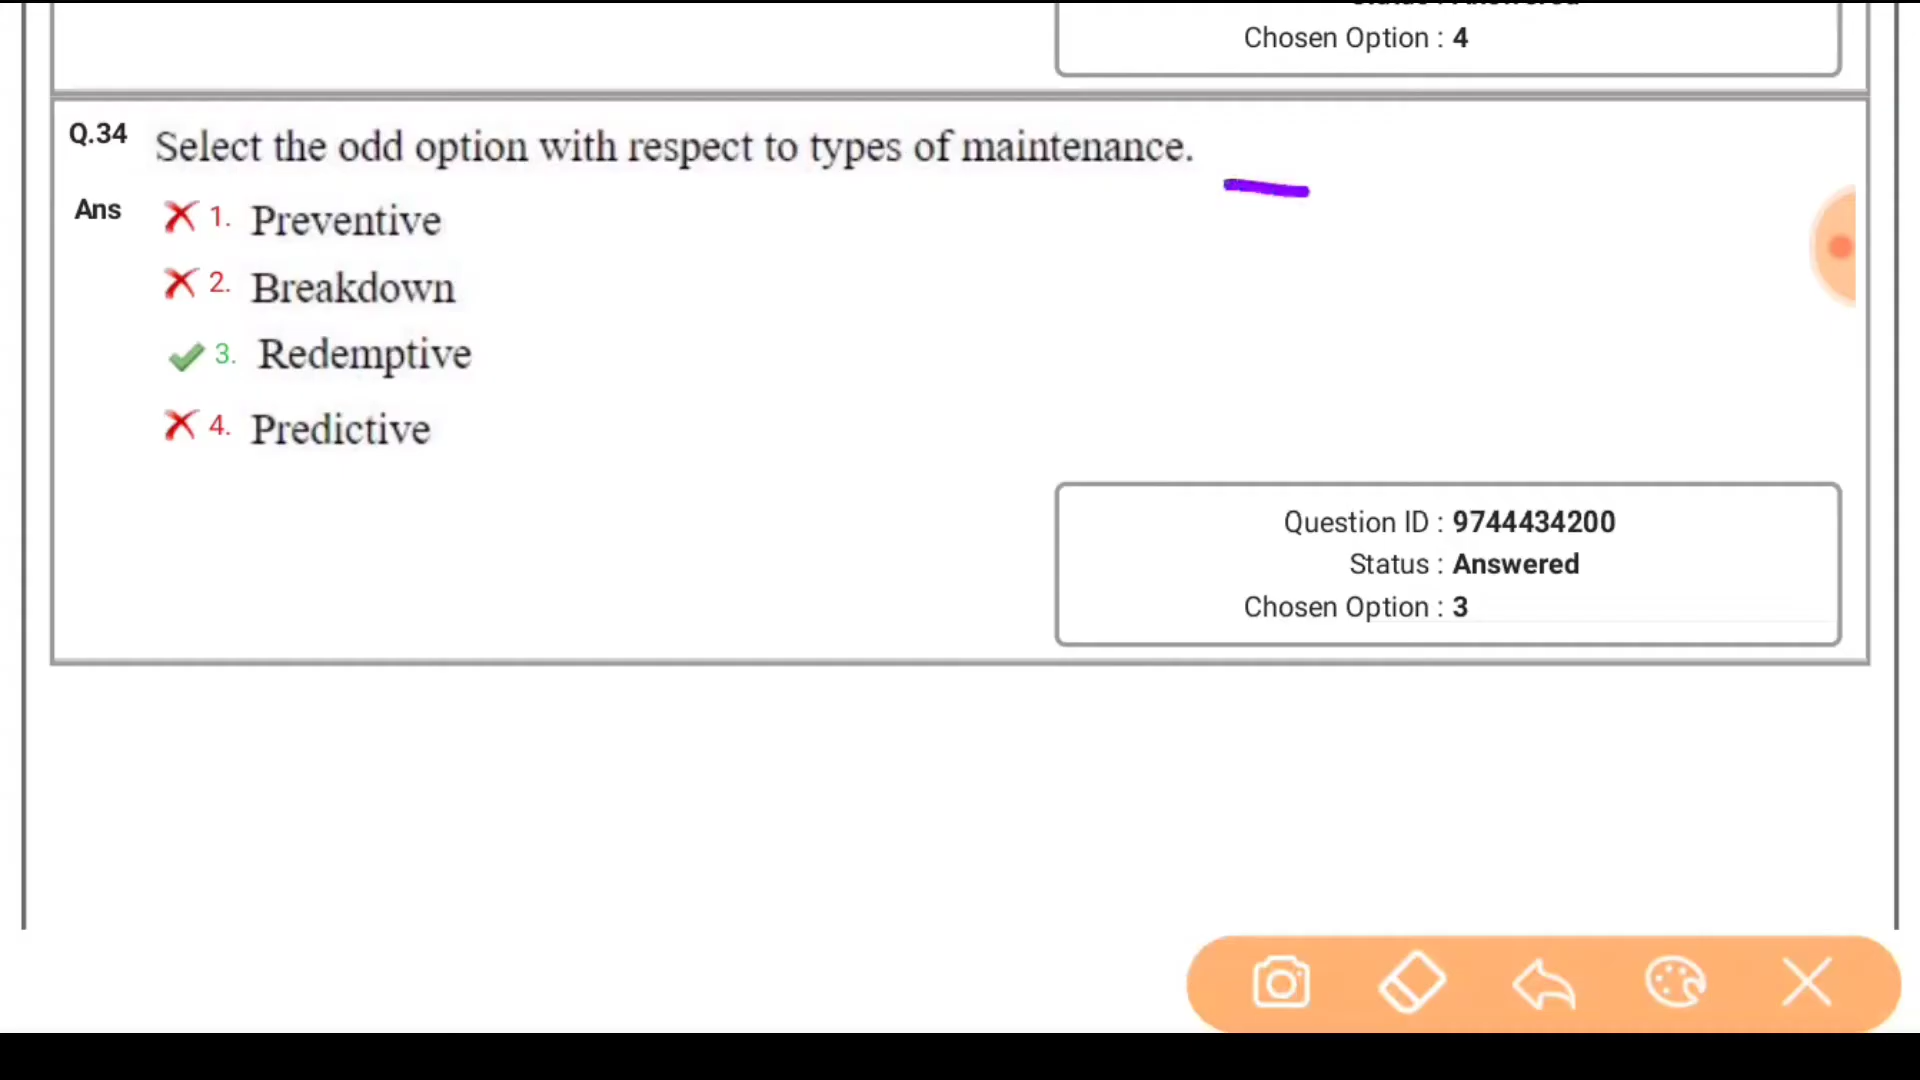 Chosen Option : 4
Q.34 Select the odd option with respect to types of maintenance.
Ans 1. Preventive
2. Breakdown
3. Redemptive
4. Predictive
Question ID : 9744434200
Status : Answered
Chosen Option : 3